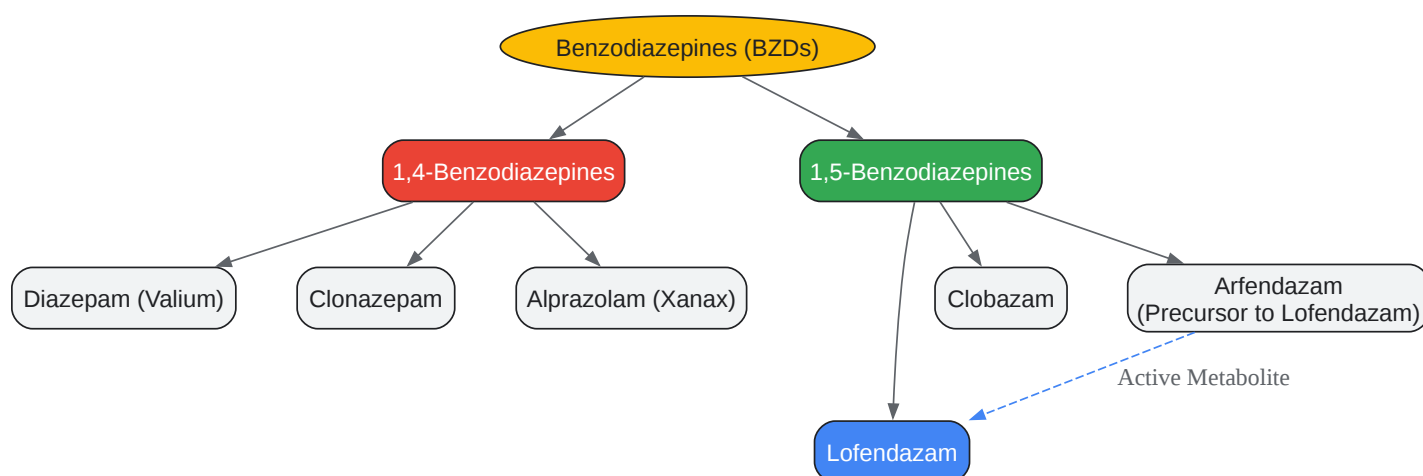 Benzodiazepines (BZDs)
1,4-Benzodiazepines
1,5-Benzodiazepines
Diazepam (Valium)
Clonazepam
Alprazolam (Xanax)
Clobazam
Arfendazam
(Precursor to Lofendazam)
Active Metabolite
Lofendazam